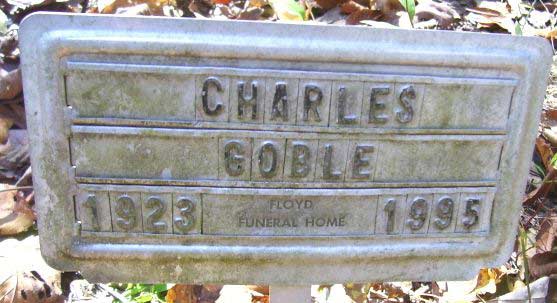 CHARLES
GOBLE
1923 FLOYD FUNERAL HOME 1995